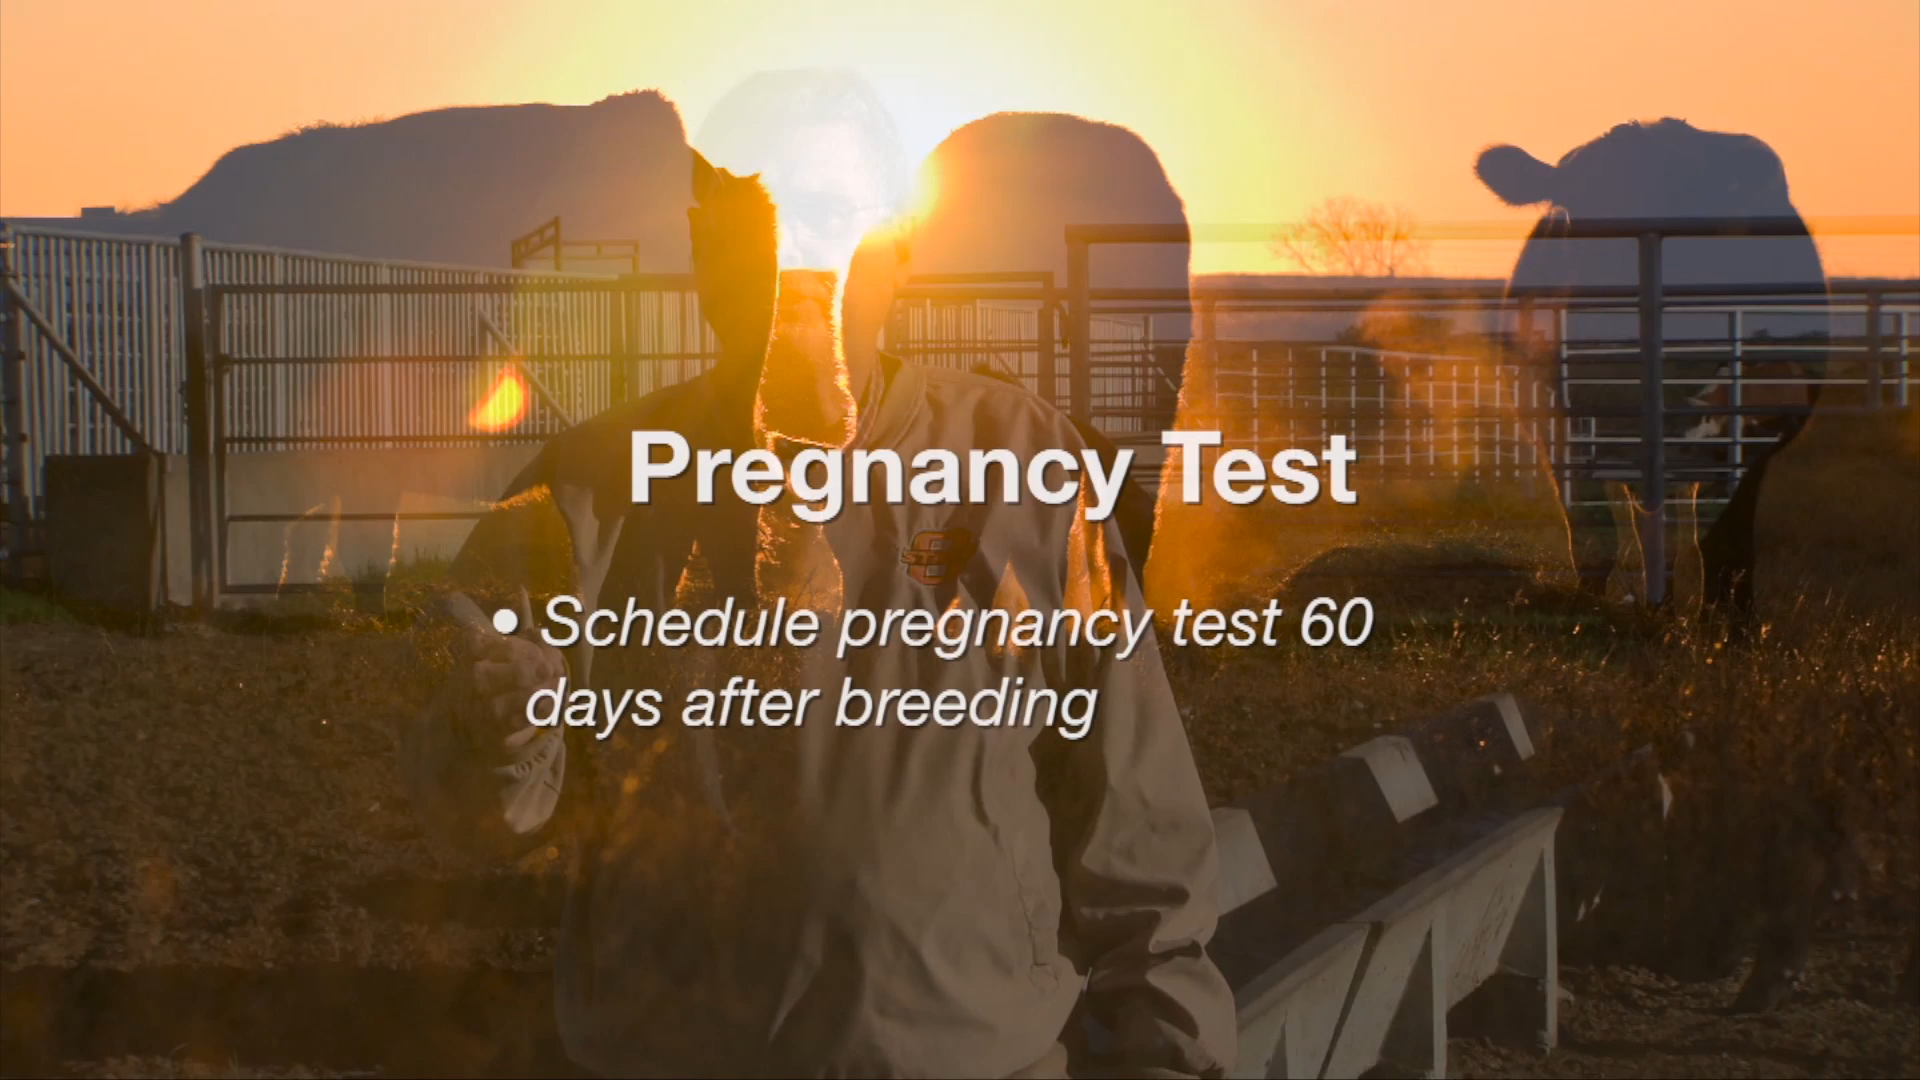 Pregnancy Test
• Schedule pregnancy test 60
days after breeding